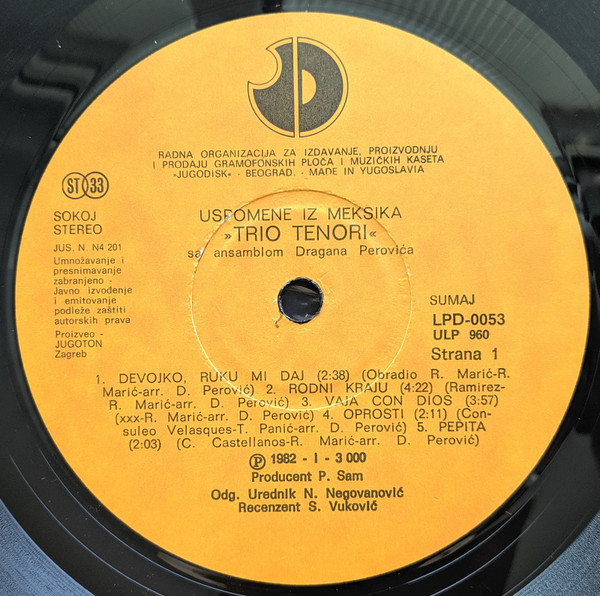 JD
RADNA ORGANIZACIJA ZA IZDAVANJE, PROIZVODNJU
I PRODAJU GRAMOFONSKIH PLOČA I MUZIČKIH KASETA
»JUGODISK« - BEOGRAD. - MADE IN YUGOSLAVIA
ST 33
SOKOJ
STEREO
JUS. N. N4 201
Umnožavanje i
presnimavanje
zabranjeno -
Javno izvođenje
i emitovanje
podleže zaštiti
autorskih prava
Proizveo -
JUGOTON
Zagreb
USPOMENE IZ MEKSIKA
»TRIO TENORI«
sa ansamblom Dragana Perovića
SUMAJ
LPD-0053
ULP 960
Strana 1
1. DEVOJKO, RUKU MI DAJ (2:38) (Obradio R. Marić-R.
Marić-arr. D. Perović) 2. RODNI KRAJU (4:22) (Ramirez-
R. Marić-arr. D. Perović) 3. VAJA CON DIOS (3:57)
(xxx-R. Marić-arr. D. Perović) 4. OPROSTI (2:11) (Con-
suleo Velasques-T. Panić-arr. D. Perović) 5. PEPITA
(2:03) (C. Castellanos-R. Marić-arr. D. Perović)
Ⓟ 1982 - I - 3 000
Producent P. Sam
Odg. Urednik N. Negovanović
Recenzent S. Vuković